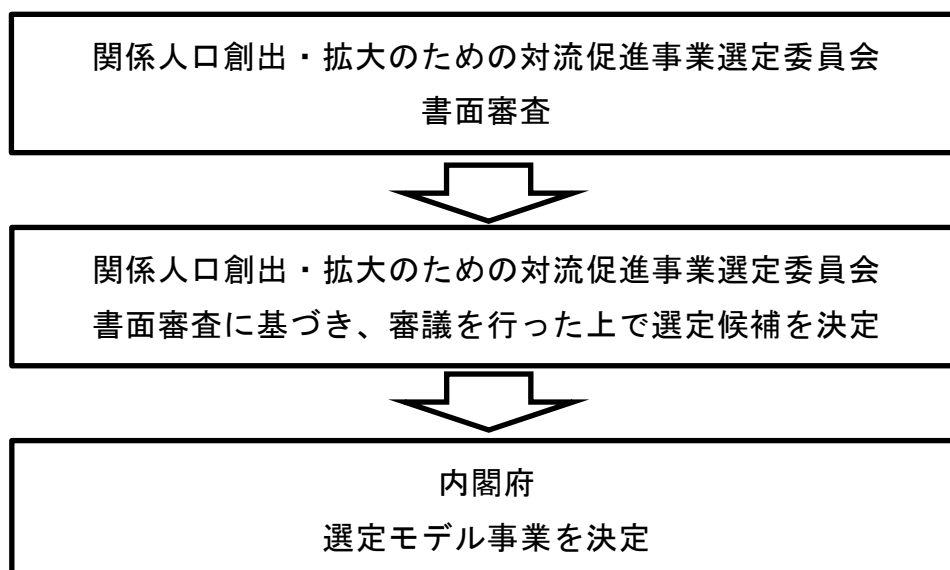 関係人口創出・拡大のための対流促進事業選定委員会
書面審査
関係人口創出・拡大のための対流促進事業選定委員会
書面審査に基づき、審議を行った上で選定候補を決定
内閣府
選定モデル事業を決定